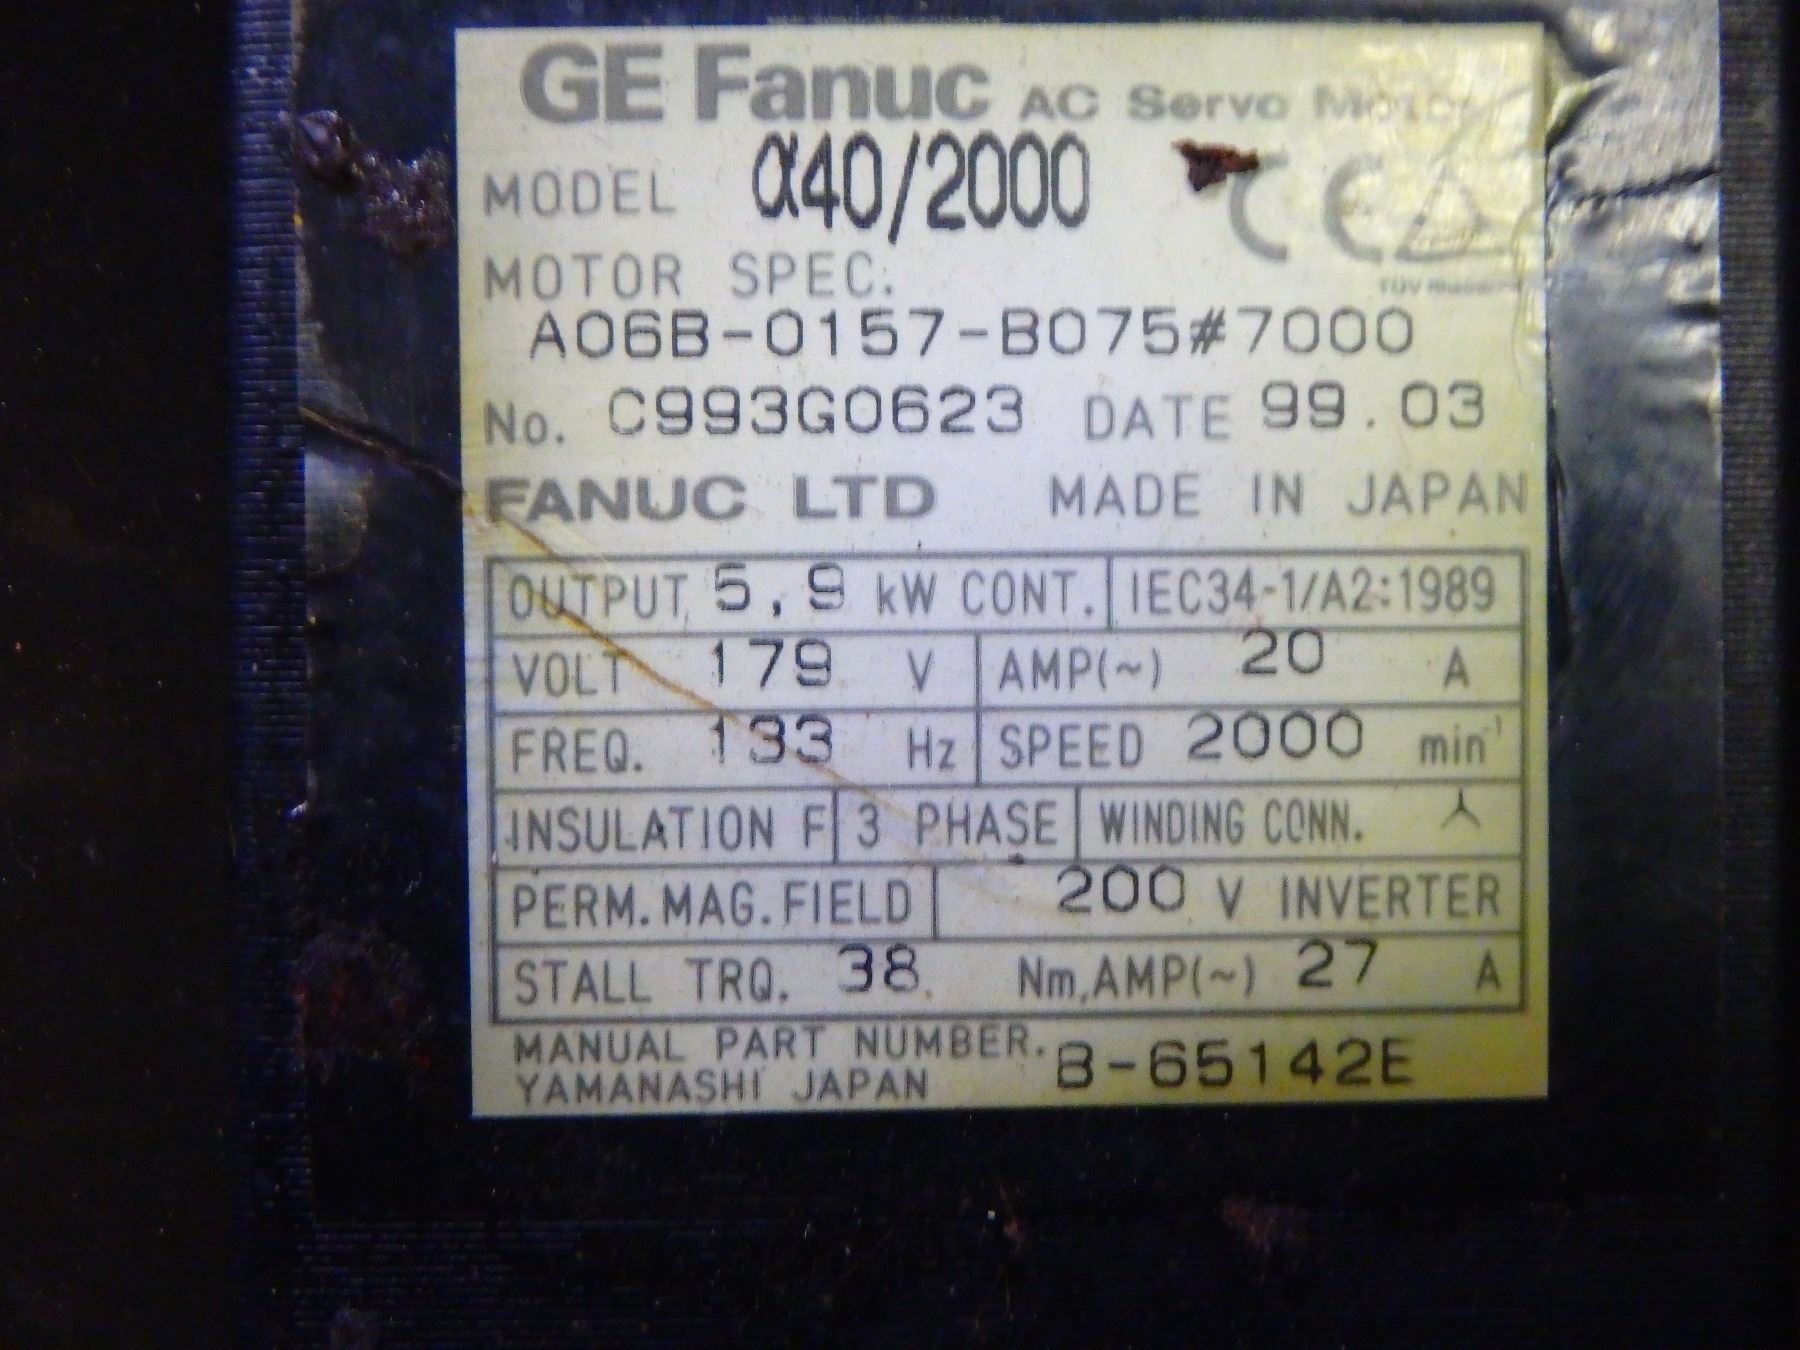 GE Fanuc AC Servo Motor
MODEL α40/2000 CE
MOTOR SPEC.
A06B-0157-B075#7000
No. C993G0623 DATE 99.03
FANUC LTD MADE IN JAPAN
OUTPUT 5,9 kW CONT. IEC34-1/A2:1989
VOLT 179 V AMP(~) 20 A
FREQ. 133 Hz SPEED 2000 min⁻¹
INSULATION F 3 PHASE WINDING CONN.
PERM.MAG.FIELD 200 V INVERTER
STALL TRQ. 38 Nm,AMP(~) 27 A
MANUAL PART NUMBER. B-65142E
YAMANASHI JAPAN